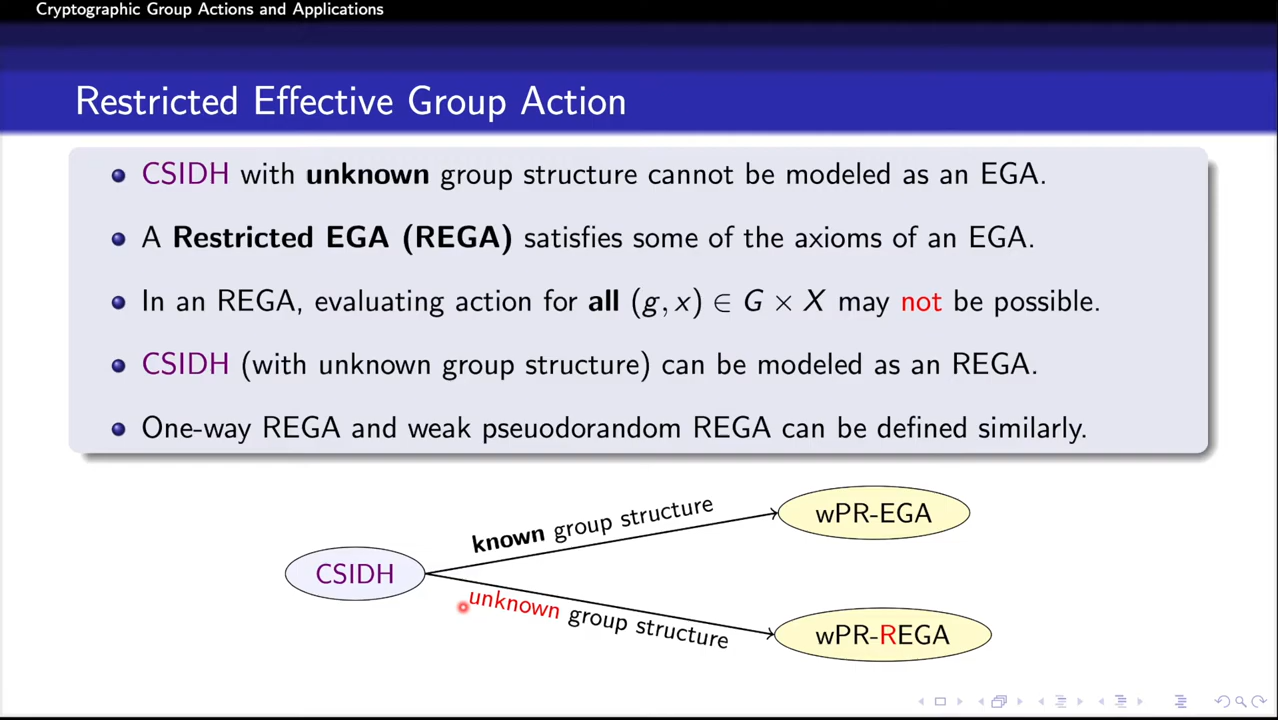 Cryptographic Group Actions and Applications
Restricted Effective Group Action
CSIDH with unknown group structure cannot be modeled as an EGA.
A Restricted EGA (REGA) satisfies some of the axioms of an EGA.
In an REGA, evaluating action for all (g, x) ∈ G × X may not be possible.
CSIDH (with unknown group structure) can be modeled as an REGA.
One-way REGA and weak pseuodorandom REGA can be defined similarly.
known group structure
wPR-EGA
CSIDH
unknown group structure
wPR-REGA